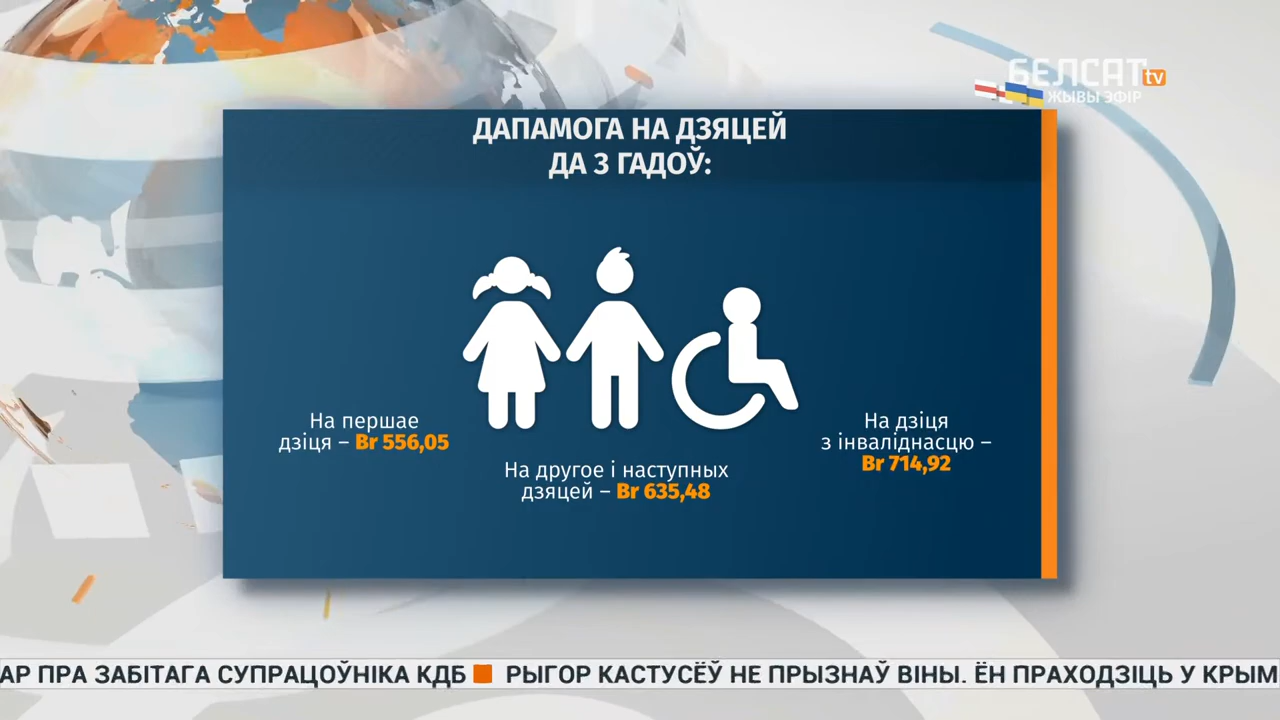 БЕЛСАТ tv
ЖЫВЫ ЭФІР
ДАПАМОГА НА ДЗЯЦЕЙ
ДА 3 ГАДОЎ:
На першае
дзіця – Br 556,05
На другое і наступных
дзяцей – Br 635,48
На дзіця
з інваліднасцю –
Br 714,92
АР ПРА ЗАБІТАГА СУПРАЦОЎНІКА КДБ РЫГОР КАСТУСЁЎ НЕ ПРЫЗНАЎ ВІНЫ. ЁН ПРАХОДЗІЦЬ У КРЫМ